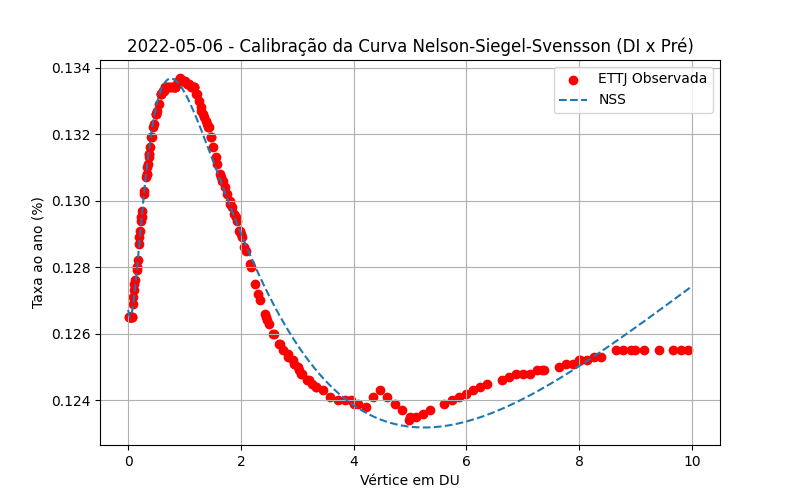 2022-05-06 - Calibração da Curva Nelson-Siegel-Svensson (DI x Pré)
ETTJ Observada
NSS
Taxa ao ano (%)
0.134
0.132
0.130
0.128
0.126
0.124
0 2 4 6 8 10
Vértice em DU